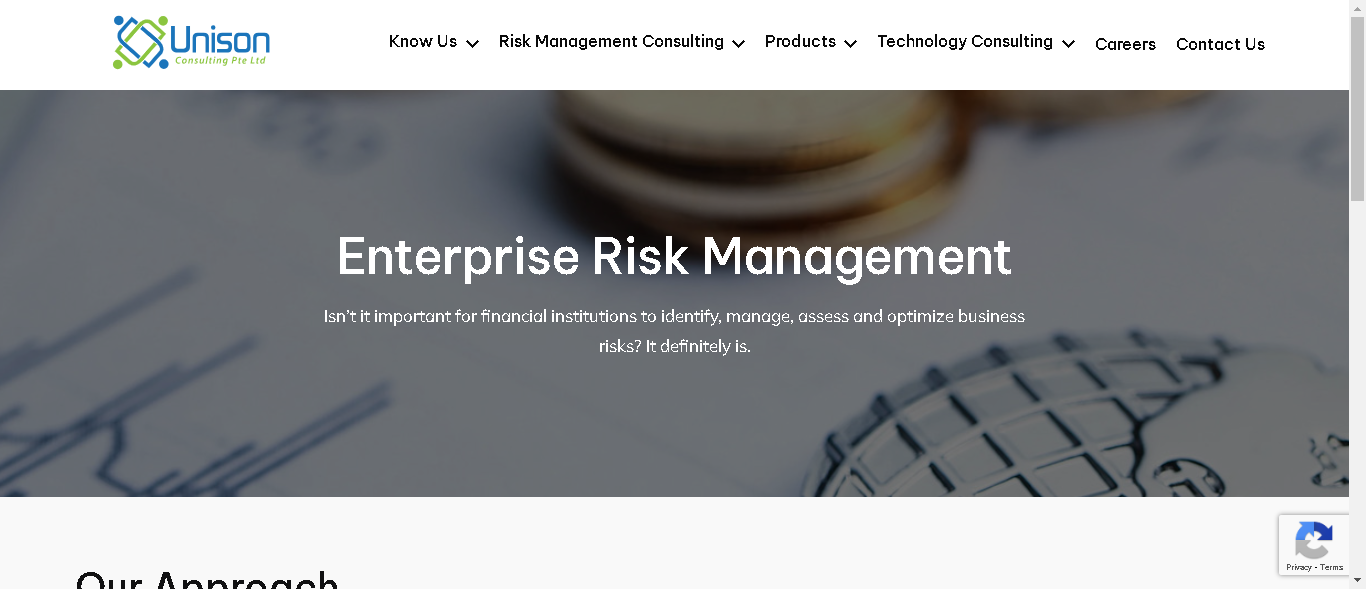 Unison
Consulting Pte Ltd
Know Us
Risk Management Consulting
Products
Technology Consulting
Careers
Contact Us
Enterprise Risk Management
Isn't it important for financial institutions to identify, manage, assess and optimize business
risks? It definitely is.
Our Approach
Privacy - Terms